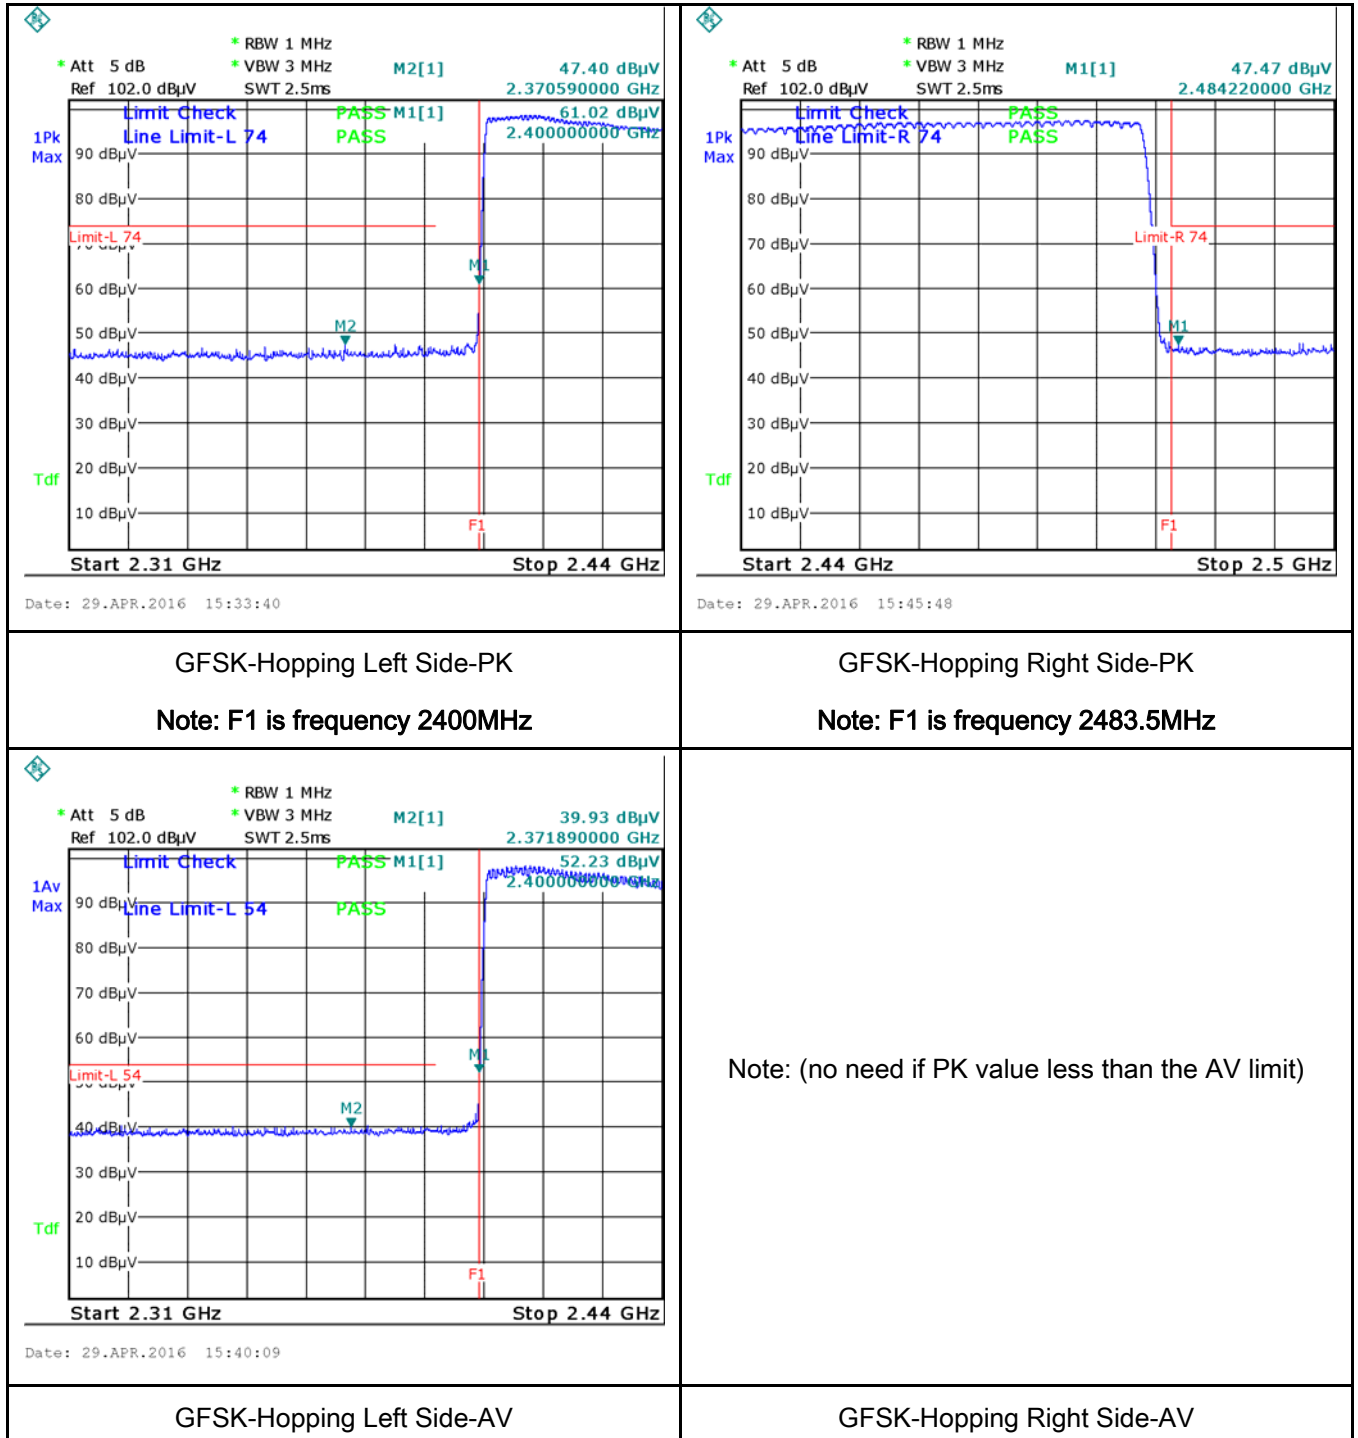 * RBW 1 MHz
* Att 5 dB * VBW 3 MHz M2[1] 47.40 dBµV
Ref 102.0 dBµV SWT 2.5ms 2.370590000 GHz
Limit Check PASS M1[1] 61.02 dBµV
1Pk Line Limit-L 74 PASS 2.400000000 GHz
Max 90 dBµV
80 dBµV
Limit-L 74
70 dBµV
M1
60 dBµV
50 dBµV M2
40 dBµV
30 dBµV
Tdf 20 dBµV
10 dBµV F1
Start 2.31 GHz Stop 2.44 GHz
Date: 29.APR.2016 15:33:40
* RBW 1 MHz
* Att 5 dB * VBW 3 MHz M1[1] 47.47 dBµV
Ref 102.0 dBµV SWT 2.5ms 2.484220000 GHz
Limit Check PASS
1Pk Line Limit-R 74 PASS
Max 90 dBµV
80 dBµV
70 dBµV Limit-R 74
60 dBµV
50 dBµV M1
40 dBµV
30 dBµV
Tdf 20 dBµV
10 dBµV F1
Start 2.44 GHz Stop 2.5 GHz
Date: 29.APR.2016 15:45:48
GFSK-Hopping Left Side-PK
Note: F1 is frequency 2400MHz
GFSK-Hopping Right Side-PK
Note: F1 is frequency 2483.5MHz
* RBW 1 MHz
* Att 5 dB * VBW 3 MHz M2[1] 39.93 dBµV
Ref 102.0 dBµV SWT 2.5ms 2.371890000 GHz
Limit Check PASS M1[1] 52.23 dBµV
1Av 2.400000000 GHz
Max 90 dBµV Line Limit-L 54 PASS
80 dBµV
70 dBµV
60 dBµV M1
Limit-L 54
50 dBµV
M2
40 dBµV
30 dBµV
Tdf 20 dBµV
10 dBµV F1
Start 2.31 GHz Stop 2.44 GHz
Date: 29.APR.2016 15:40:09
Note: (no need if PK value less than the AV limit)
GFSK-Hopping Left Side-AV
GFSK-Hopping Right Side-AV